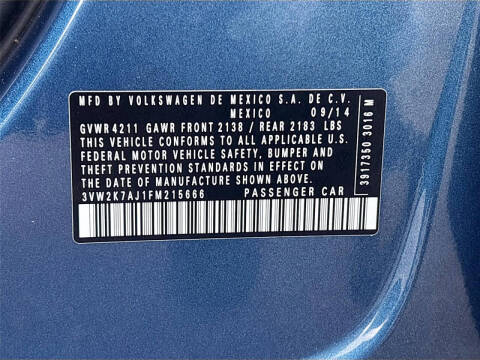 MFD BY VOLKSWAGEN DE MEXICO S.A. DE C.V.
MEXICO 09/14
GVWR 4211 GAWR FRONT 2138 / REAR 2183 LBS
THIS VEHICLE CONFORMS TO ALL APPLICABLE U.S.
FEDERAL MOTOR VEHICLE SAFETY, BUMPER AND
THEFT PREVENTION STANDARDS IN EFFECT ON
THE DATE OF MANUFACTURE SHOWN ABOVE
3VW2K7AJ1FM215666 PASSENGER CAR
3917350 3016 M